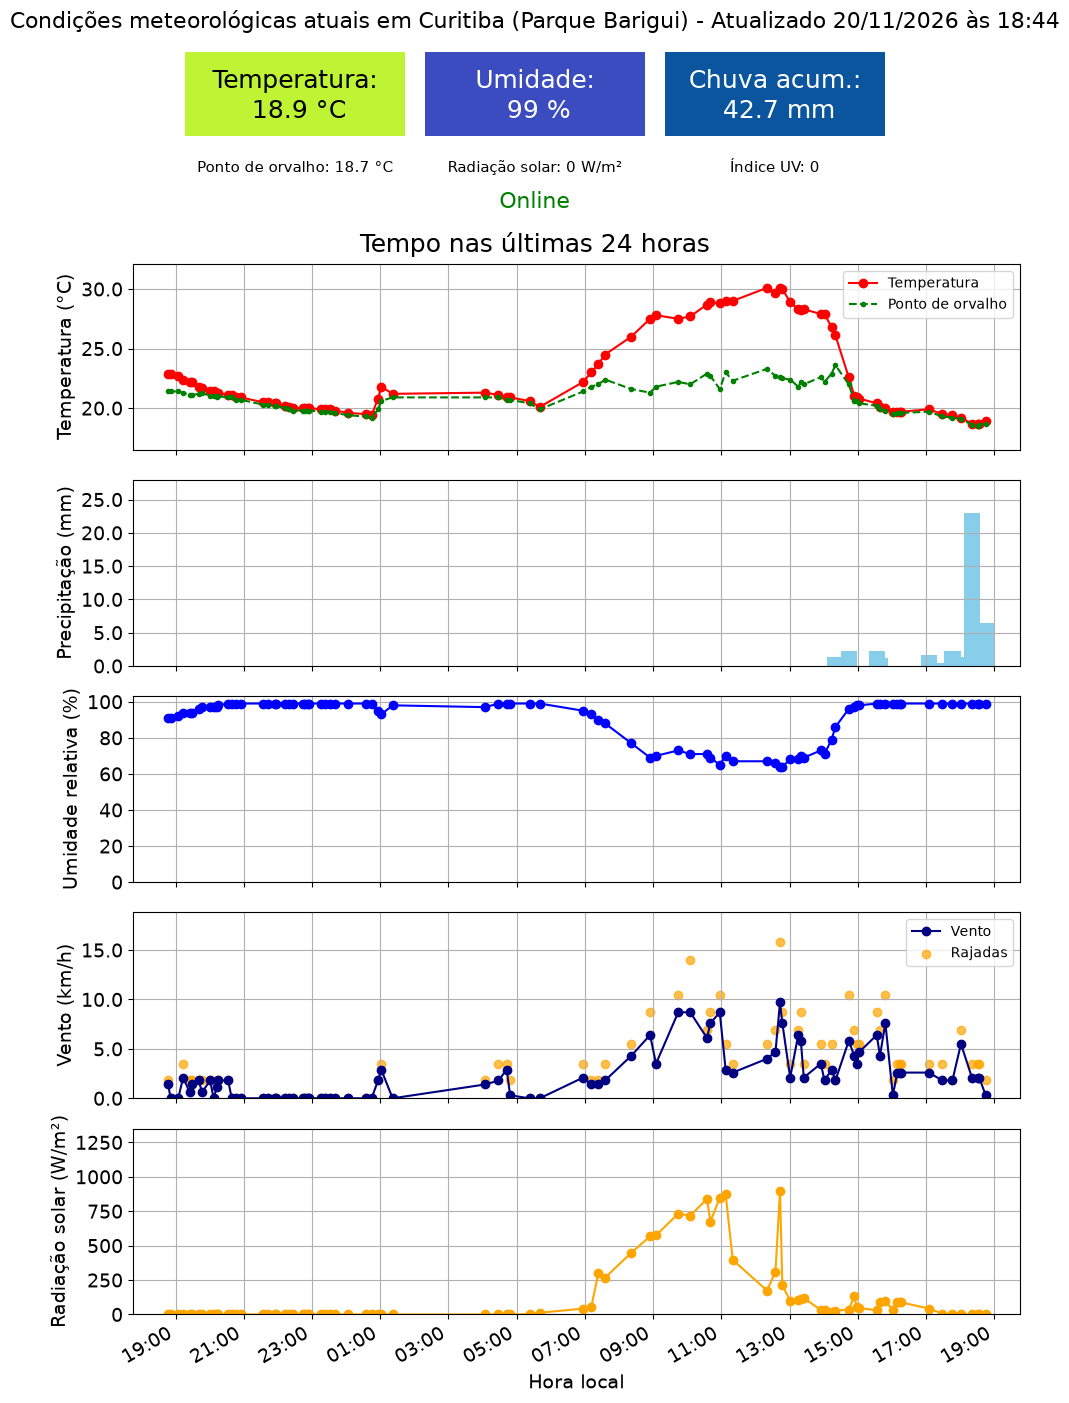 Condições meteorológicas atuais em Curitiba (Parque Barigui) - Atualizado 20/11/2026 às 18:44
Temperatura:
18.9 °C
Umidade:
99 %
Chuva acum.:
42.7 mm
Ponto de orvalho: 18.7 °C
Radiação solar: 0 W/m²
Índice UV: 0
Online
Tempo nas últimas 24 horas
Temperatura (°C)
30.0
25.0
20.0
Temperatura
Ponto de orvalho
Precipitação (mm)
25.0
20.0
15.0
10.0
5.0
0.0
Umidade relativa (%)
100
80
60
40
20
0
Vento (km/h)
15.0
10.0
5.0
0.0
Vento
Rajadas
Radiação solar (W/m²)
1250
1000
750
500
250
0
19:00
21:00
23:00
01:00
03:00
05:00
07:00
09:00
11:00
13:00
15:00
17:00
19:00
Hora local